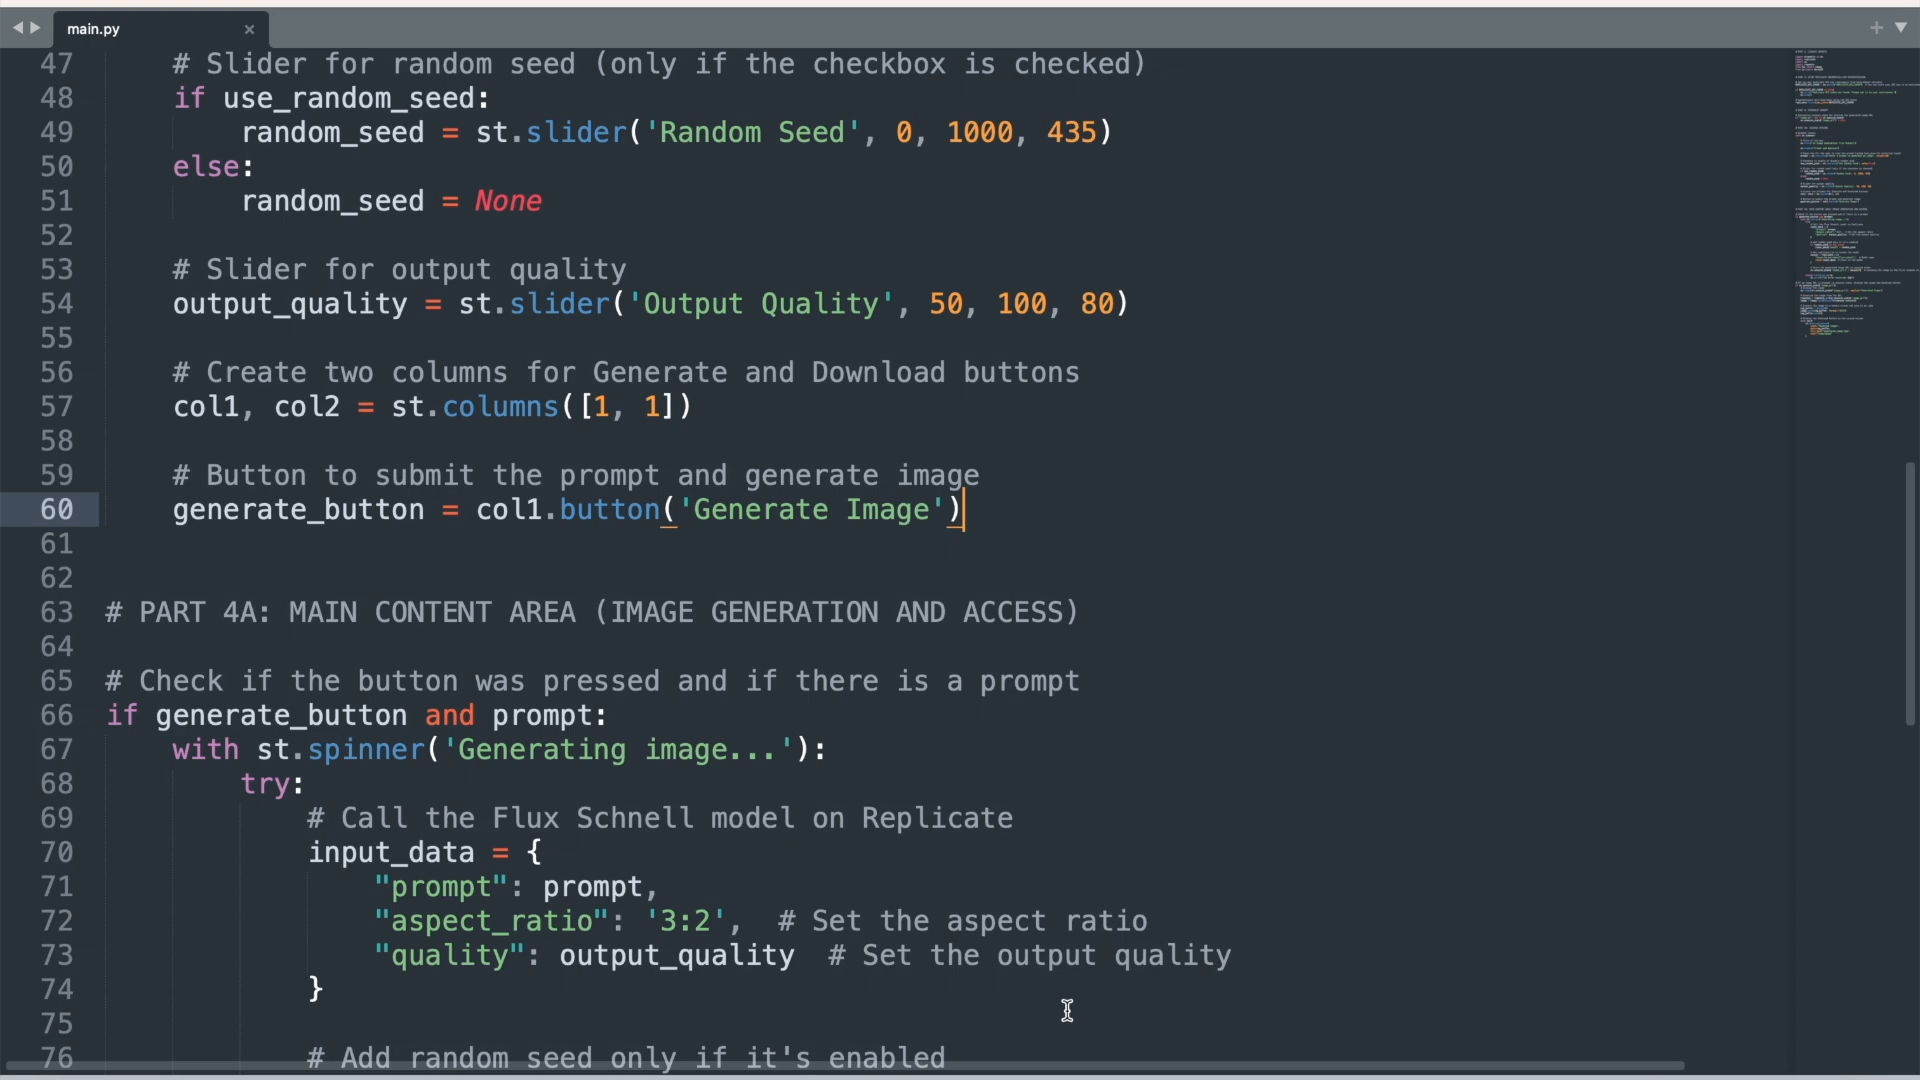 main.py
47 # Slider for random seed (only if the checkbox is checked)
48 if use_random_seed:
49 random_seed = st.slider('Random Seed', 0, 1000, 435)
50 else:
51 random_seed = None
52
53 # Slider for output quality
54 output_quality = st.slider('Output Quality', 50, 100, 80)
55
56 # Create two columns for Generate and Download buttons
57 col1, col2 = st.columns([1, 1])
58
59 # Button to submit the prompt and generate image
60 generate_button = col1.button('Generate Image')
61
62
63 # PART 4A: MAIN CONTENT AREA (IMAGE GENERATION AND ACCESS)
64
65 # Check if the button was pressed and if there is a prompt
66 if generate_button and prompt:
67 with st.spinner('Generating image...'):
68 try:
69 # Call the Flux Schnell model on Replicate
70 input_data = {
71 "prompt": prompt,
72 "aspect_ratio": '3:2', # Set the aspect ratio
73 "quality": output_quality # Set the output quality
74 }
75
76 # Add random seed only if it's enabled